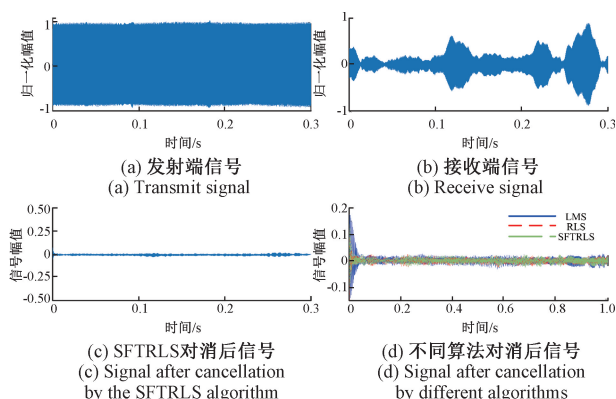 1
0
-1
归一化幅值
0
0.1
0.2
0.3
时间/s
(a) 发射端信号
(a) Transmit signal
1
0
-1
归一化幅值
0
0.1
0.2
0.3
时间/s
(b) 接收端信号
(b) Receive signal
0.50
0.25
0
-0.25
-0.50
信号幅值
0
0.1
0.2
0.3
时间/s
(c) SFTRLS对消后信号
(c) Signal after cancellation
by the SFTRLS algorithm
0.2
0.1
0
-0.1
信号幅值
LMS
RLS
SFTRLS
0
0.2
0.4
0.6
0.8
1.0
时间/s
(d) 不同算法对消后信号
(d) Signal after cancellation
by different algorithms